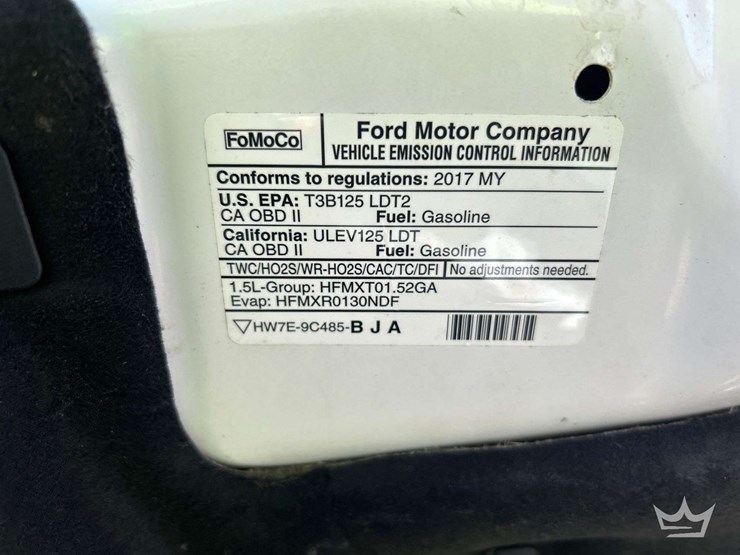 FoMoCo
Ford Motor Company
VEHICLE EMISSION CONTROL INFORMATION
Conforms to regulations: 2017 MY
U.S. EPA: T3B125 LDT2
CA OBD II Fuel: Gasoline
California: ULEV125 LDT
CA OBD II Fuel: Gasoline
TWC/HO2S/WR-HO2S/CAC/TC/DFI No adjustments needed.
1.5L-Group: HFMXT01.52GA
Evap: HFMXR0130NDF
HW7E-9C485-B J A